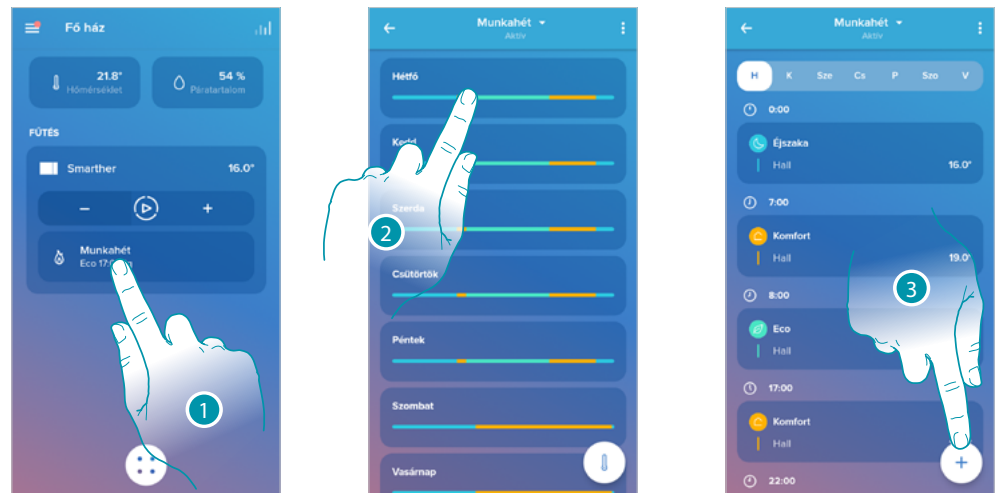 Fő ház
21.8°
Hőmérséklet
54 %
Páratartalom
FŰTÉS
Smarther
16.0°
Munkahét
Eco
1
Munkahét
Aktív
Hétfő
Kedd
Szerda
Csütörtök
Péntek
Szombat
Vasárnap
2
Munkahét
Aktív
H K Sze Cs P Szo V
0:00
Éjszaka
Hall
16.0°
7:00
Komfort
Hall
19.0°
8:00
Eco
Hall
17:00
Komfort
Hall
22:00
3